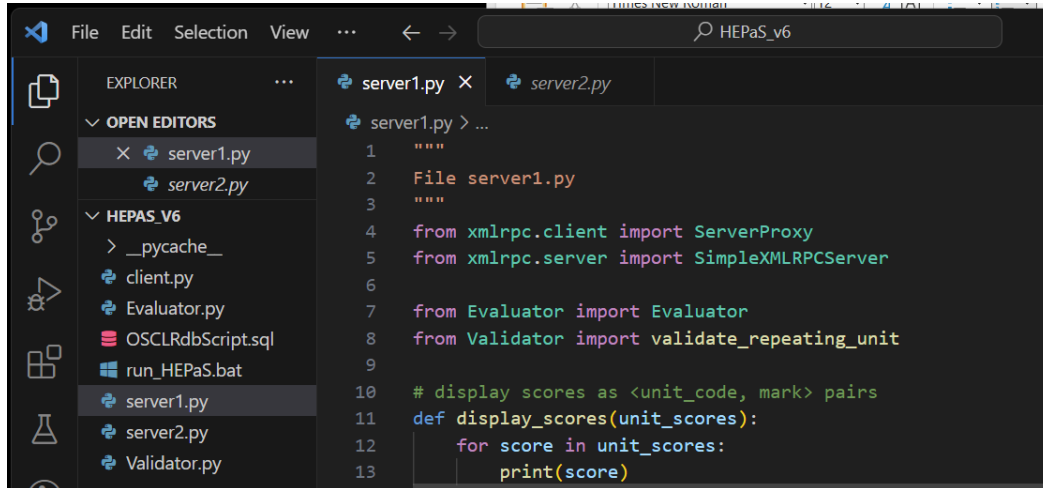 Times New Roman 12
File Edit Selection View ... HEPaS_v6
EXPLORER ...
OPEN EDITORS
server1.py
server2.py
HEPAS_V6
__pycache__
client.py
Evaluator.py
OSCLRdbScript.sql
run_HEPaS.bat
server1.py
server2.py
Validator.py
server1.py server2.py
server1.py > ...
1 """
2 File server1.py
3 """
4 from xmlrpc.client import ServerProxy
5 from xmlrpc.server import SimpleXMLRPCServer
6
7 from Evaluator import Evaluator
8 from Validator import validate_repeating_unit
9
10 # display scores as <unit_code, mark> pairs
11 def display_scores(unit_scores):
12 for score in unit_scores:
13 print(score)